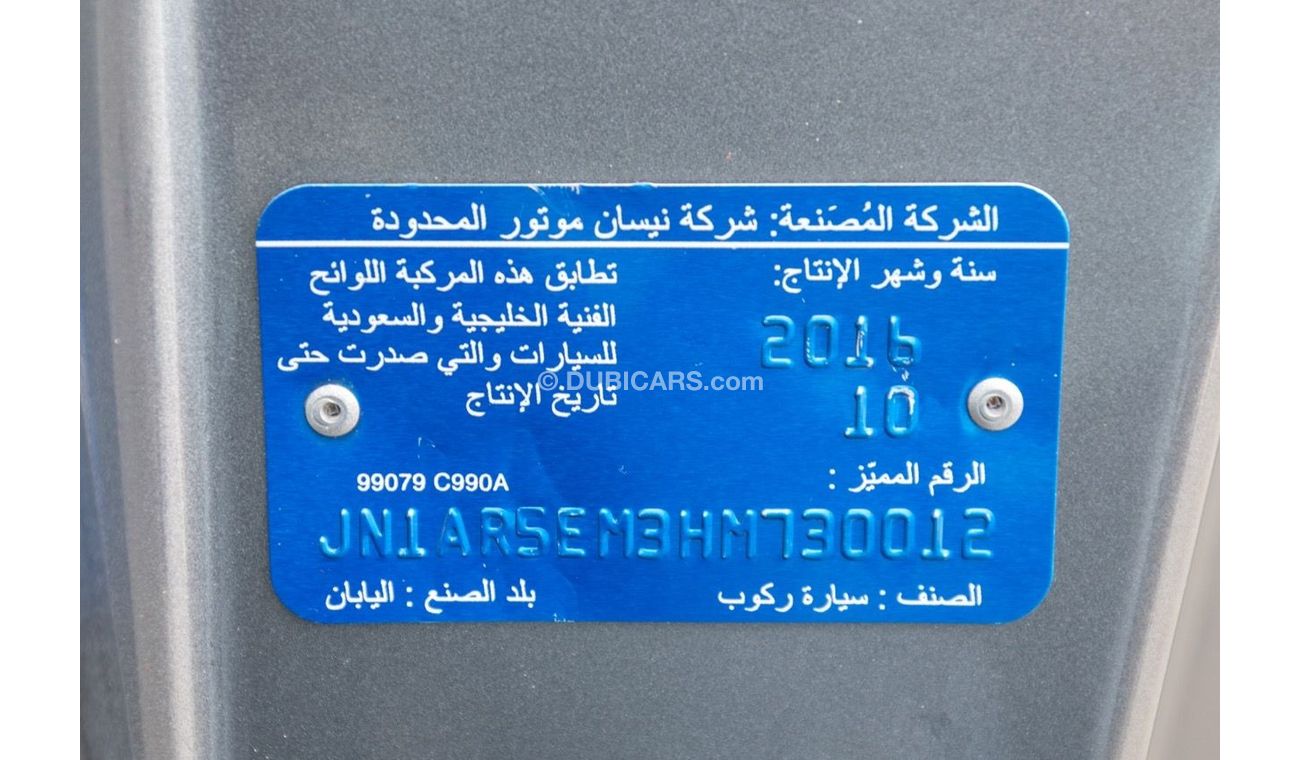 الشركة المُصَنعة: شركة نيسان موتور المحدودة
سنة وشهر الإنتاج:
2016
10
تطابق هذه المركبة اللوائح
الفنية الخليجية والسعودية
للسيارات والتي صدرت حتى
تاريخ الإنتاج
© DUBICARS.com
الرقم المميّز :
99079 C990A
JN1AR5EM3HM730012
الصنف : سيارة ركوب
بلد الصنع : اليابان